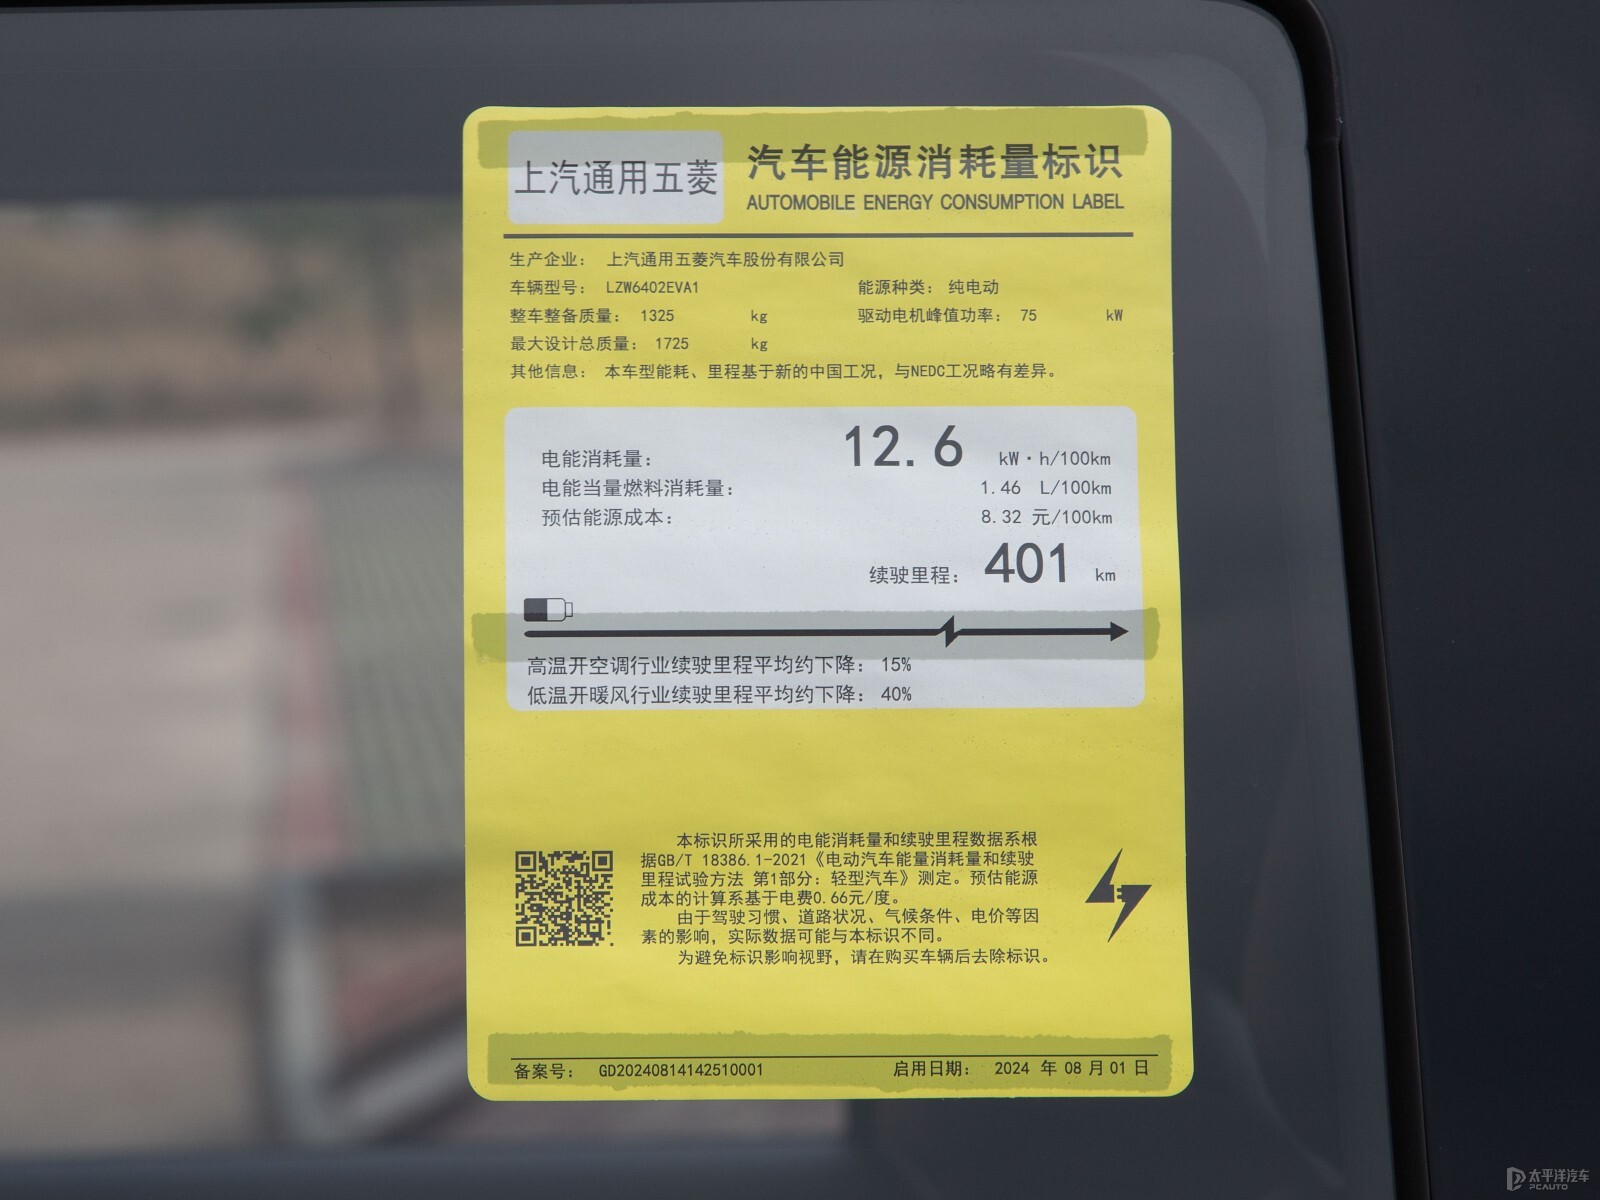 上汽通用五菱
汽车能源消耗量标识
AUTOMOBILE ENERGY CONSUMPTION LABEL
生产企业： 上汽通用五菱汽车股份有限公司
车辆型号： LZW6402EVA1 能源种类： 纯电动
整车整备质量： 1325 kg 驱动电机峰值功率： 75 kW
最大设计总质量： 1725 kg
其他信息： 本车型能耗、里程基于新的中国工况，与NEDC工况略有差异。
电能消耗量： 12.6 kW·h/100km
电能当量燃料消耗量： 1.46 L/100km
预估能源成本： 8.32 元/100km
续驶里程： 401 km
高温开空调行业续驶里程平均约下降： 15%
低温开暖风行业续驶里程平均约下降： 40%
本标识所采用的电能消耗量和续驶里程数据系根
据GB/T 18386.1-2021《电动汽车能量消耗量和续驶
里程试验方法 第1部分：轻型汽车》测定。预估能源
成本的计算系基于电费0.66元/度。
由于驾驶习惯、道路状况、气候条件、电价等因
素的影响，实际数据可能与本标识不同。
为避免标识影响视野，请在购买车辆后去除标识。
备案号： GD20240814142510001 启用日期： 2024 年 08 月 01 日
太平洋汽车
PCAUTO